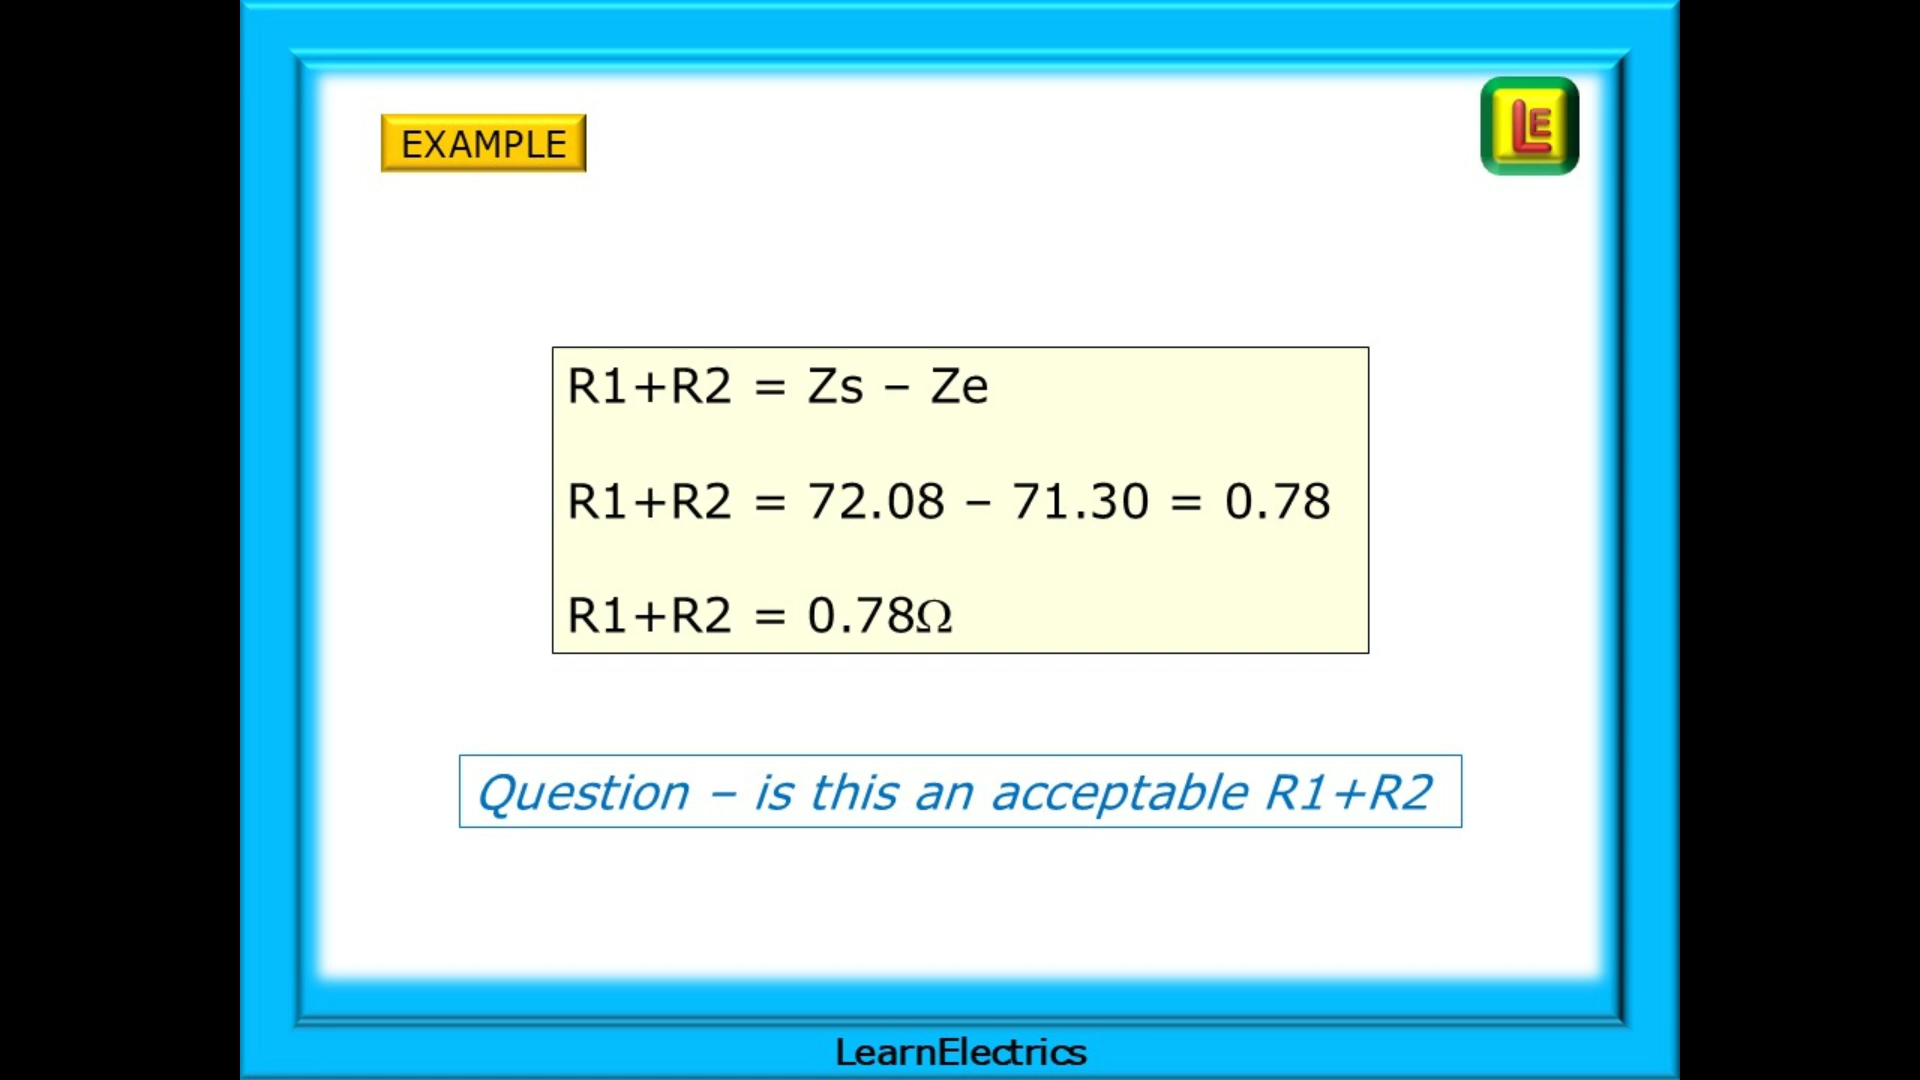 EXAMPLE
LE
R1+R2 = Zs – Ze
R1+R2 = 72.08 – 71.30 = 0.78
R1+R2 = 0.78Ω
Question – is this an acceptable R1+R2
LearnElectrics